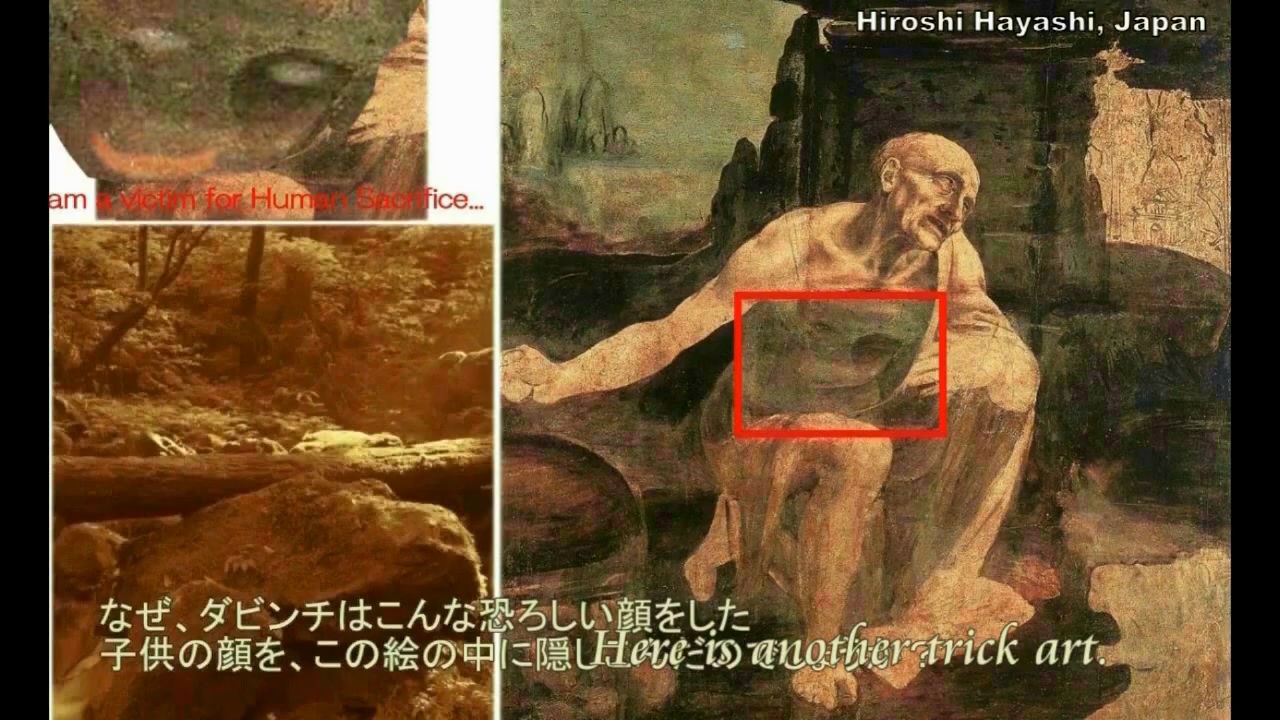 Hiroshi Hayashi, Japan
am a victim for Human Sacrifice...
なぜ、ダビンチはこんな恐ろしい顔をした
子供の顔を、この絵の中に隠し
Here is another trick art.